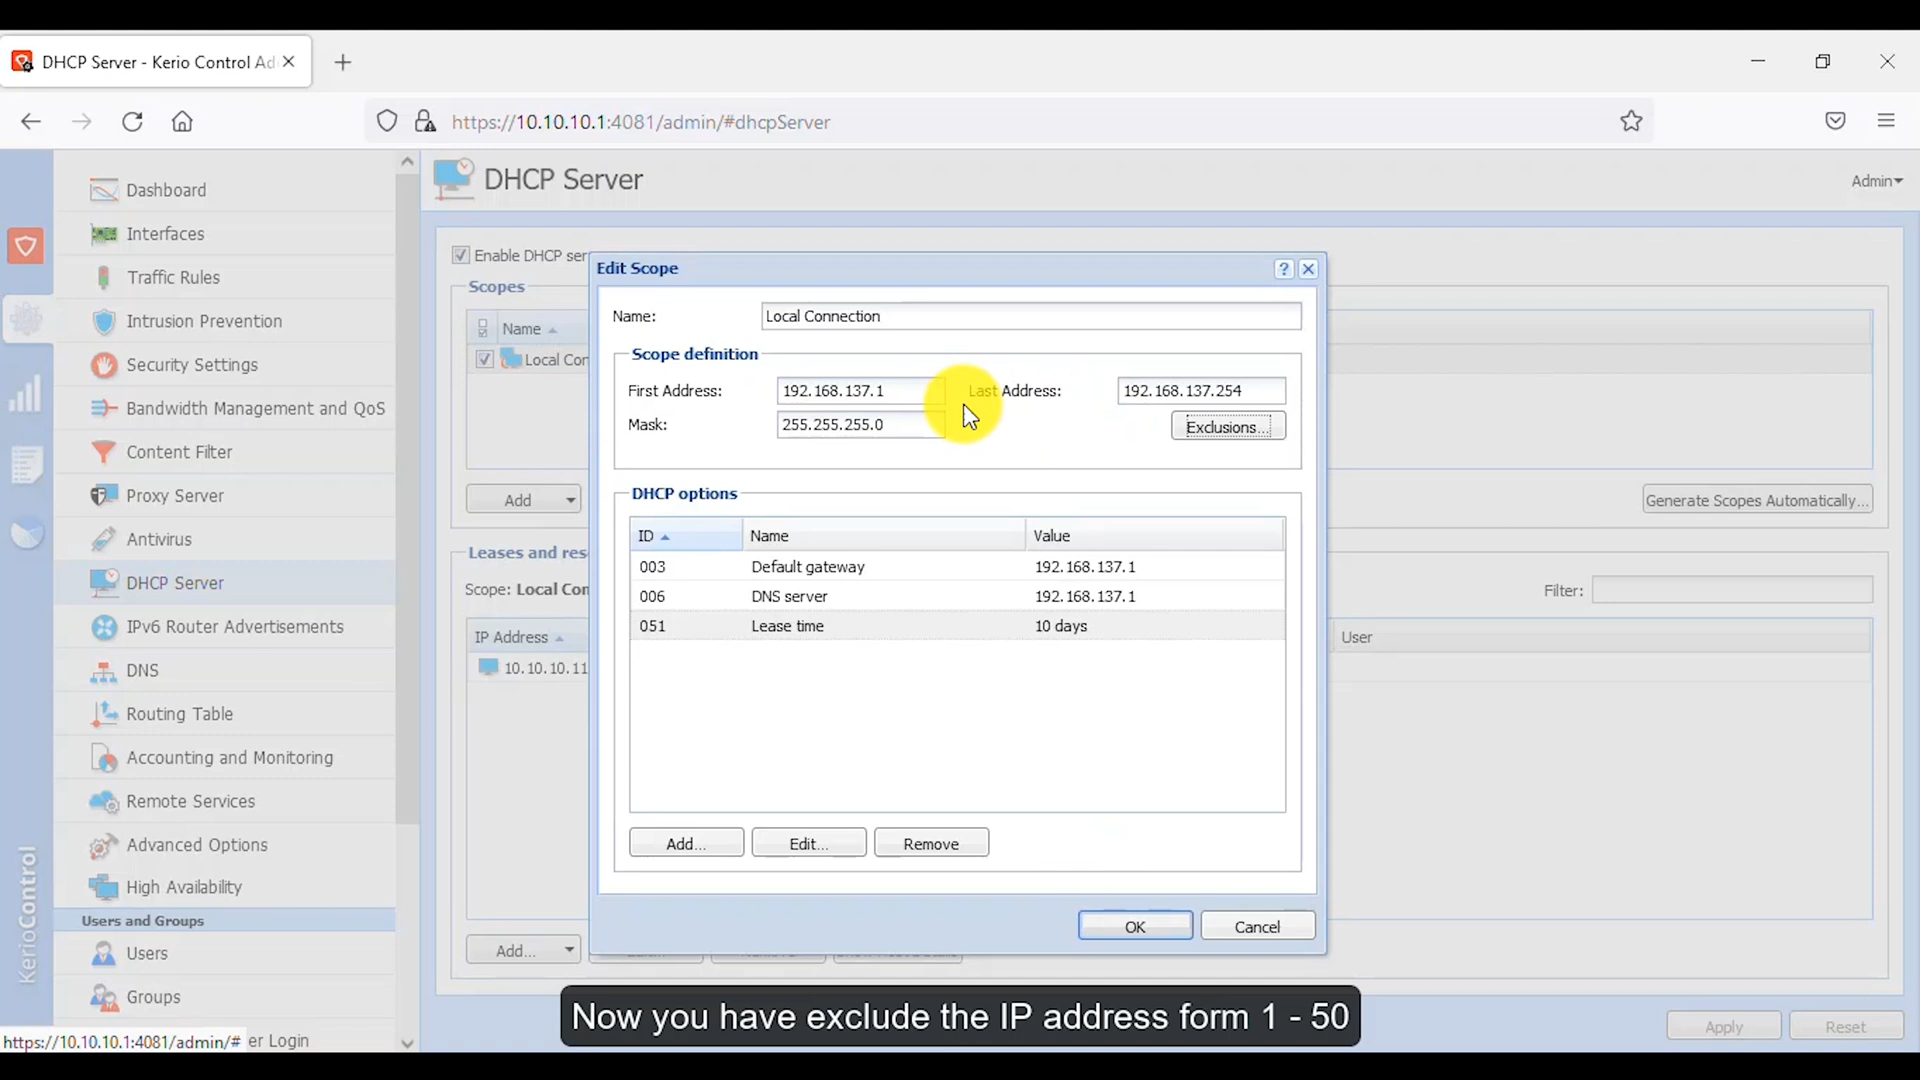 DHCP Server - Kerio Control Ad
https://10.10.10.1:4081/admin/#dhcpServer
Dashboard
Interfaces
Traffic Rules
Intrusion Prevention
Security Settings
Bandwidth Management and QoS
Content Filter
Proxy Server
Antivirus
DHCP Server
IPv6 Router Advertisements
DNS
Routing Table
Accounting and Monitoring
Remote Services
Advanced Options
High Availability
Users and Groups
Users
Groups
er Login
KerioControl
https://10.10.10.1:4081/admin/#
DHCP Server
Admin
Enable DHCP ser
Scopes
Name
Local Con
Add
Generate Scopes Automatically...
Leases and res
Scope: Local Con
Filter:
IP Address
User
10.10.10.11
Add...
Apply
Reset
Edit Scope
Name: Local Connection
Scope definition
First Address: 192.168.137.1 Last Address: 192.168.137.254
Mask: 255.255.255.0 Exclusions...
DHCP options
ID Name Value
003 Default gateway 192.168.137.1
006 DNS server 192.168.137.1
051 Lease time 10 days
Add... Edit... Remove
OK Cancel
Now you have exclude the IP address form 1 - 50